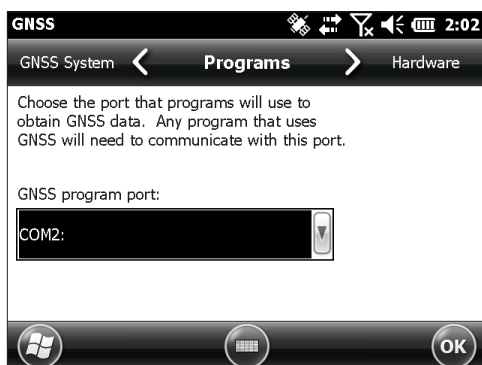 GNSS 2:02
GNSS System Programs Hardware
Choose the port that programs will use to
obtain GNSS data. Any program that uses
GNSS will need to communicate with this port.
GNSS program port:
COM2:
OK